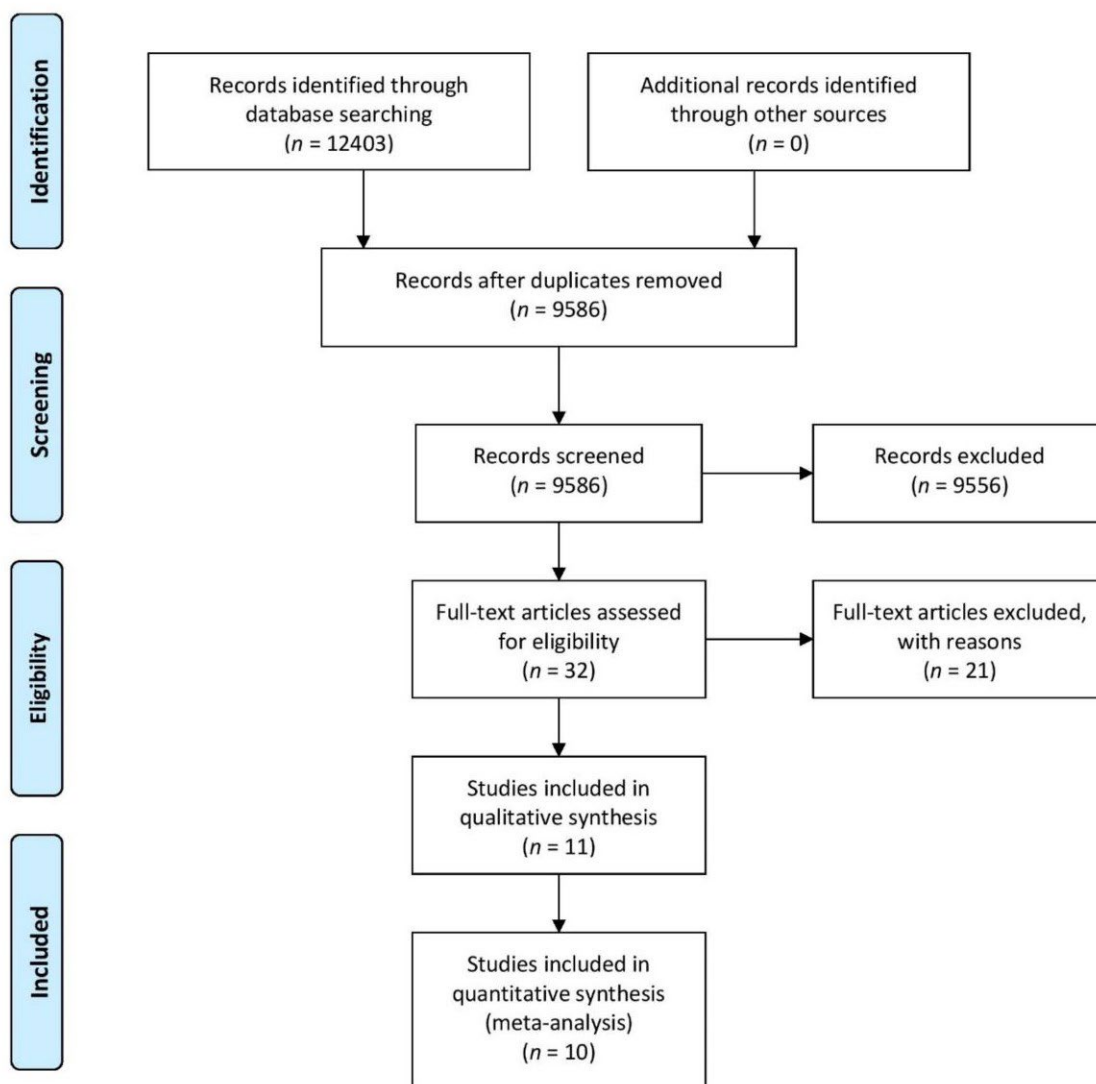 Identification
Records identified through
database searching
(n = 12403)
Additional records identified
through other sources
(n = 0)
Records after duplicates removed
(n = 9586)
Screening
Records screened
(n = 9586)
Records excluded
(n = 9556)
Eligibility
Full-text articles assessed
for eligibility
(n = 32)
Full-text articles excluded,
with reasons
(n = 21)
Studies included in
qualitative synthesis
(n = 11)
Included
Studies included in
quantitative synthesis
(meta-analysis)
(n = 10)